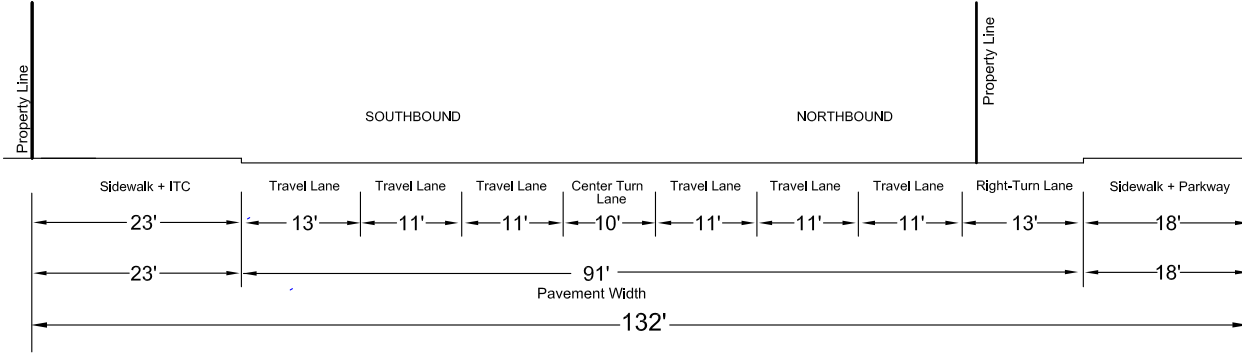 Property Line
Property Line
SOUTHBOUND
NORTHBOUND
Sidewalk + ITC
Travel Lane
Travel Lane
Travel Lane
Center Turn
Lane
Travel Lane
Travel Lane
Travel Lane
Right-Turn Lane
Sidewalk + Parkway
23'
13'
11'
11'
10'
11'
11'
11'
13'
18'
23'
91'
18'
Pavement Width
132'